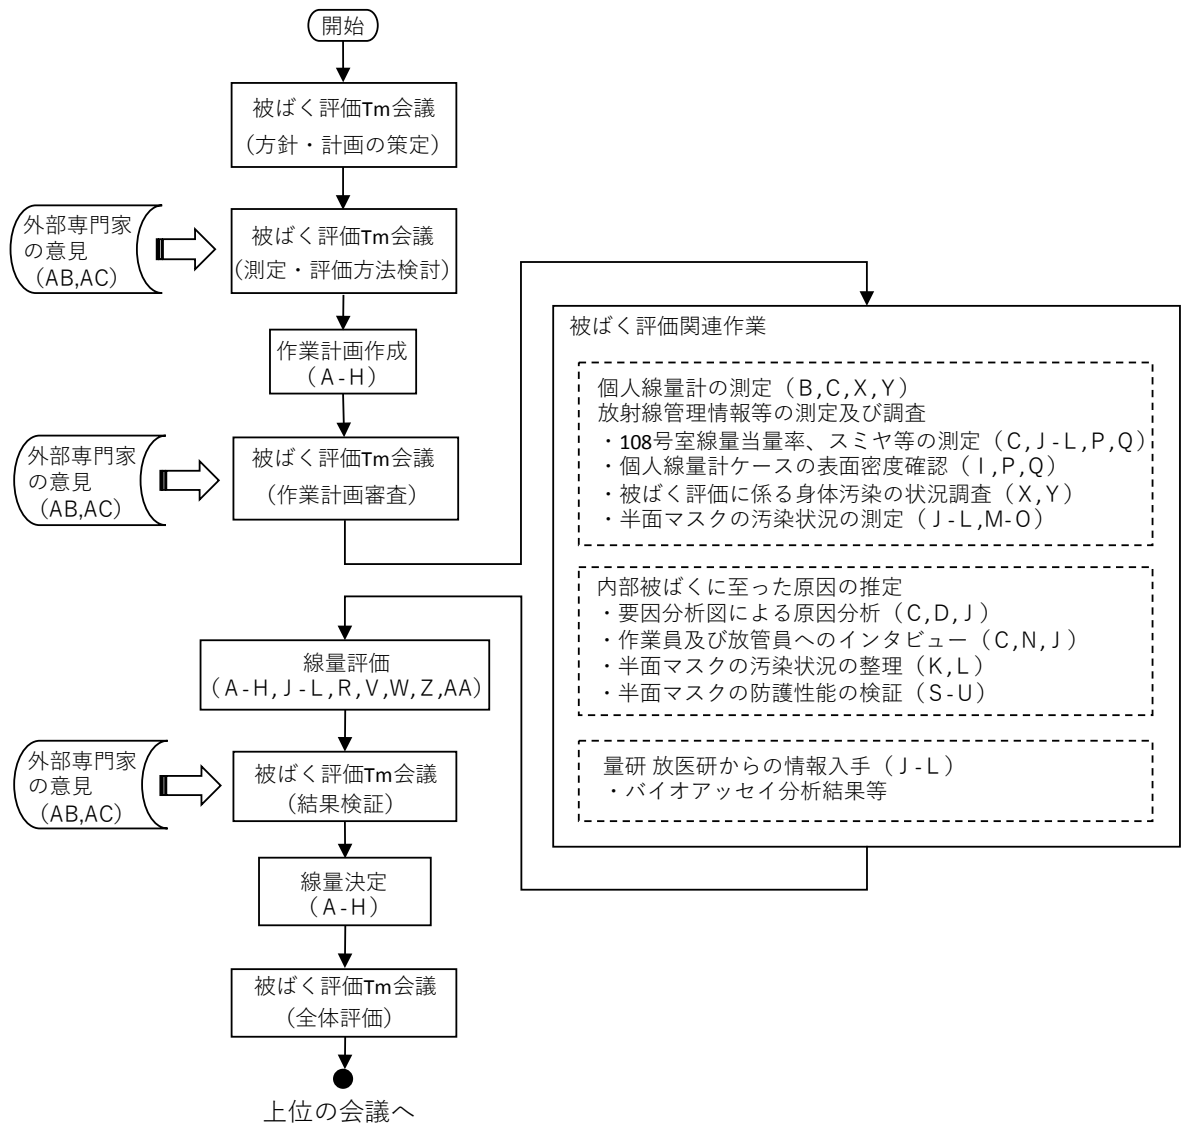 開始
被ばく評価Tm会議
(方針・計画の策定)
外部専門家
の意見
(AB,AC)
被ばく評価Tm会議
(測定・評価方法検討)
作業計画作成
(A-H)
外部専門家
の意見
(AB,AC)
被ばく評価Tm会議
(作業計画審査)
被ばく評価関連作業
個人線量計の測定(B,C,X,Y)
放射線管理情報等の測定及び調査
・108号室線量当量率、スミヤ等の測定(C,J-L,P,Q)
・個人線量計ケースの表面密度確認(I,P,Q)
・被ばく評価に係る身体汚染の状況調査(X,Y)
・半面マスクの汚染状況の測定(J-L,M-O)
内部被ばくに至った原因の推定
・要因分析図による原因分析(C,D,J)
・作業員及び放管員へのインタビュー(C,N,J)
・半面マスクの汚染状況の整理(K,L)
・半面マスクの防護性能の検証(S-U)
量研 放医研からの情報入手(J-L)
・バイオアッセイ分析結果等
線量評価
(A-H,J-L,R,V,W,Z,AA)
外部専門家
の意見
(AB,AC)
被ばく評価Tm会議
(結果検証)
線量決定
(A-H)
被ばく評価Tm会議
(全体評価)
上位の会議へ